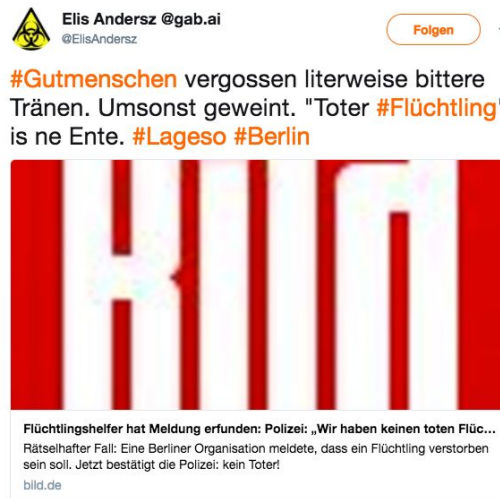 Elis Andersz @gab.ai
@ElisAndersz
Folgen
#Gutmenschen vergossen literweise bittere
Tränen. Umsonst geweint. "Toter #Flüchtling"
is ne Ente. #Lageso #Berlin
Flüchtlingshelfer hat Meldung erfunden: Polizei: „Wir haben keinen toten Flüc...
Rätselhafter Fall: Eine Berliner Organisation meldete, dass ein Flüchtling verstorben
sein soll. Jetzt bestätigt die Polizei: kein Toter!
bild.de